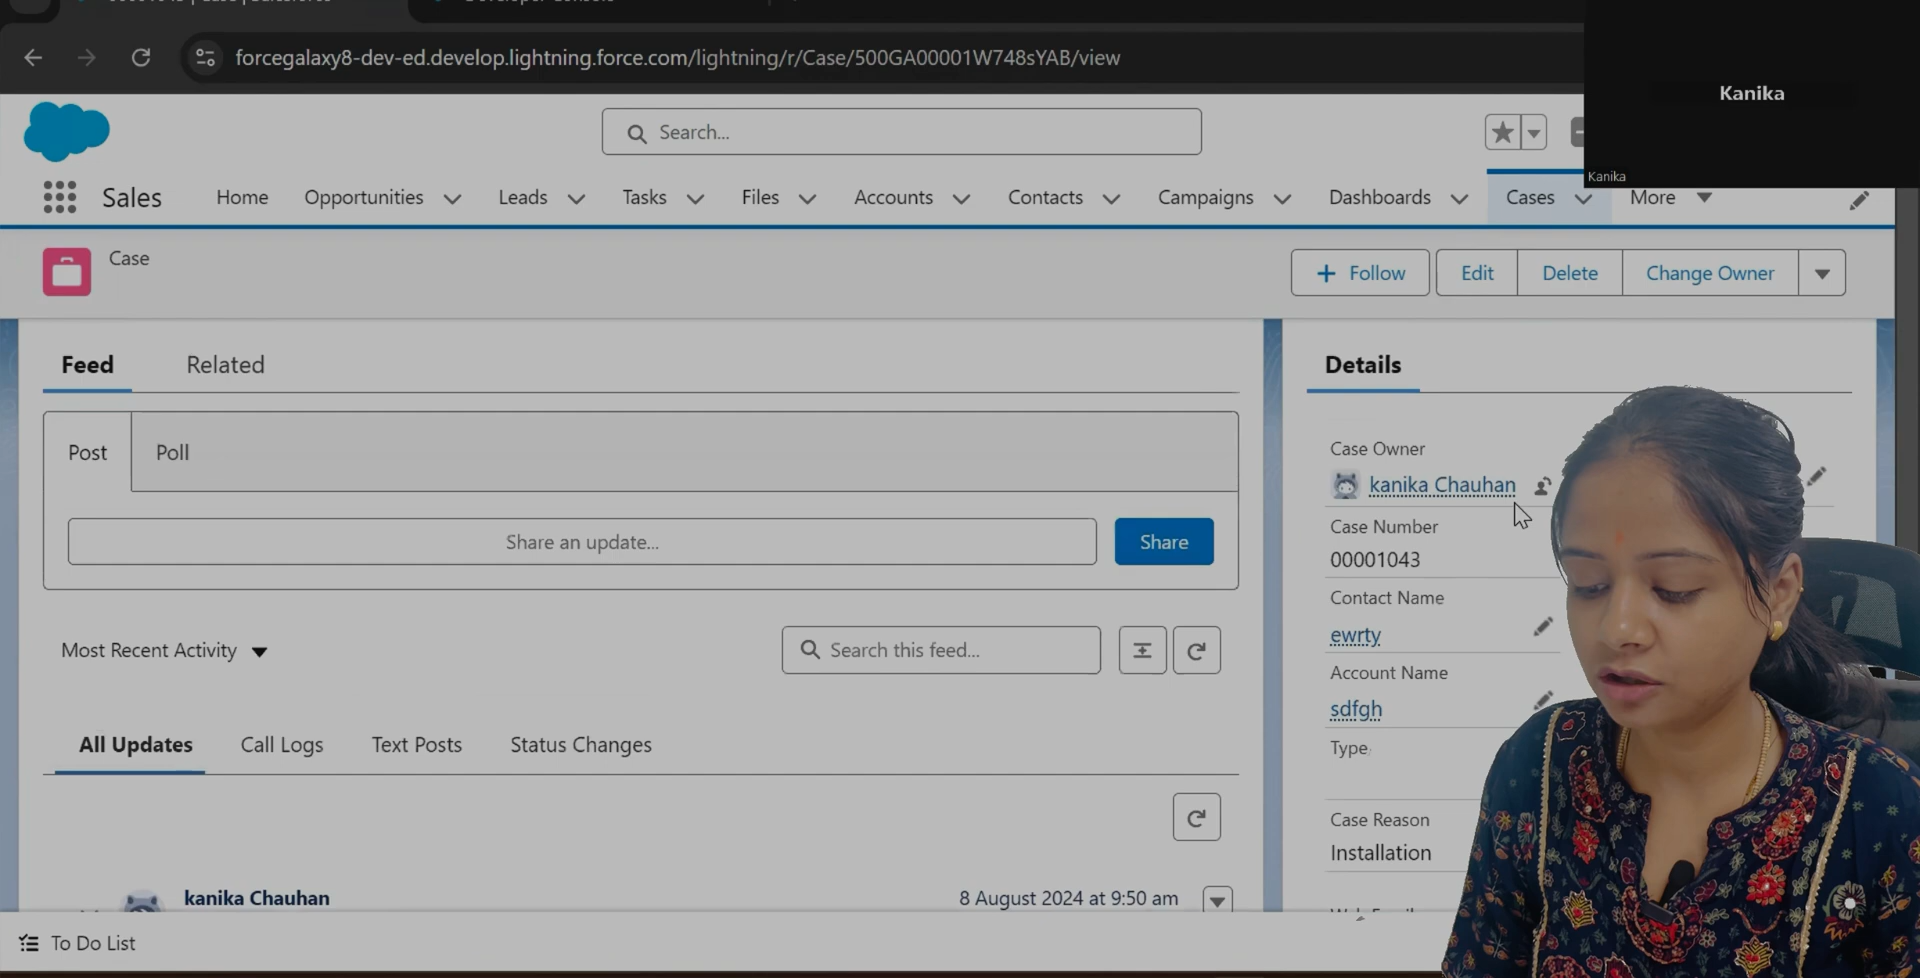 forcegalaxy8-dev-ed.develop.lightning.force.com/lightning/r/Case/500GA00001W748sYAB/view
Kanika
Kanika
Search...
Sales
Home
Opportunities
Leads
Tasks
Files
Accounts
Contacts
Campaigns
Dashboards
Cases
More
Case
Follow
Edit
Delete
Change Owner
Feed
Related
Post
Poll
Share an update...
Share
Most Recent Activity
Search this feed...
All Updates
Call Logs
Text Posts
Status Changes
kanika Chauhan
8 August 2024 at 9:50 am
Details
Case Owner
kanika Chauhan
Case Number
00001043
Contact Name
ewrty
Account Name
sdfgh
Type
Case Reason
Installation
To Do List